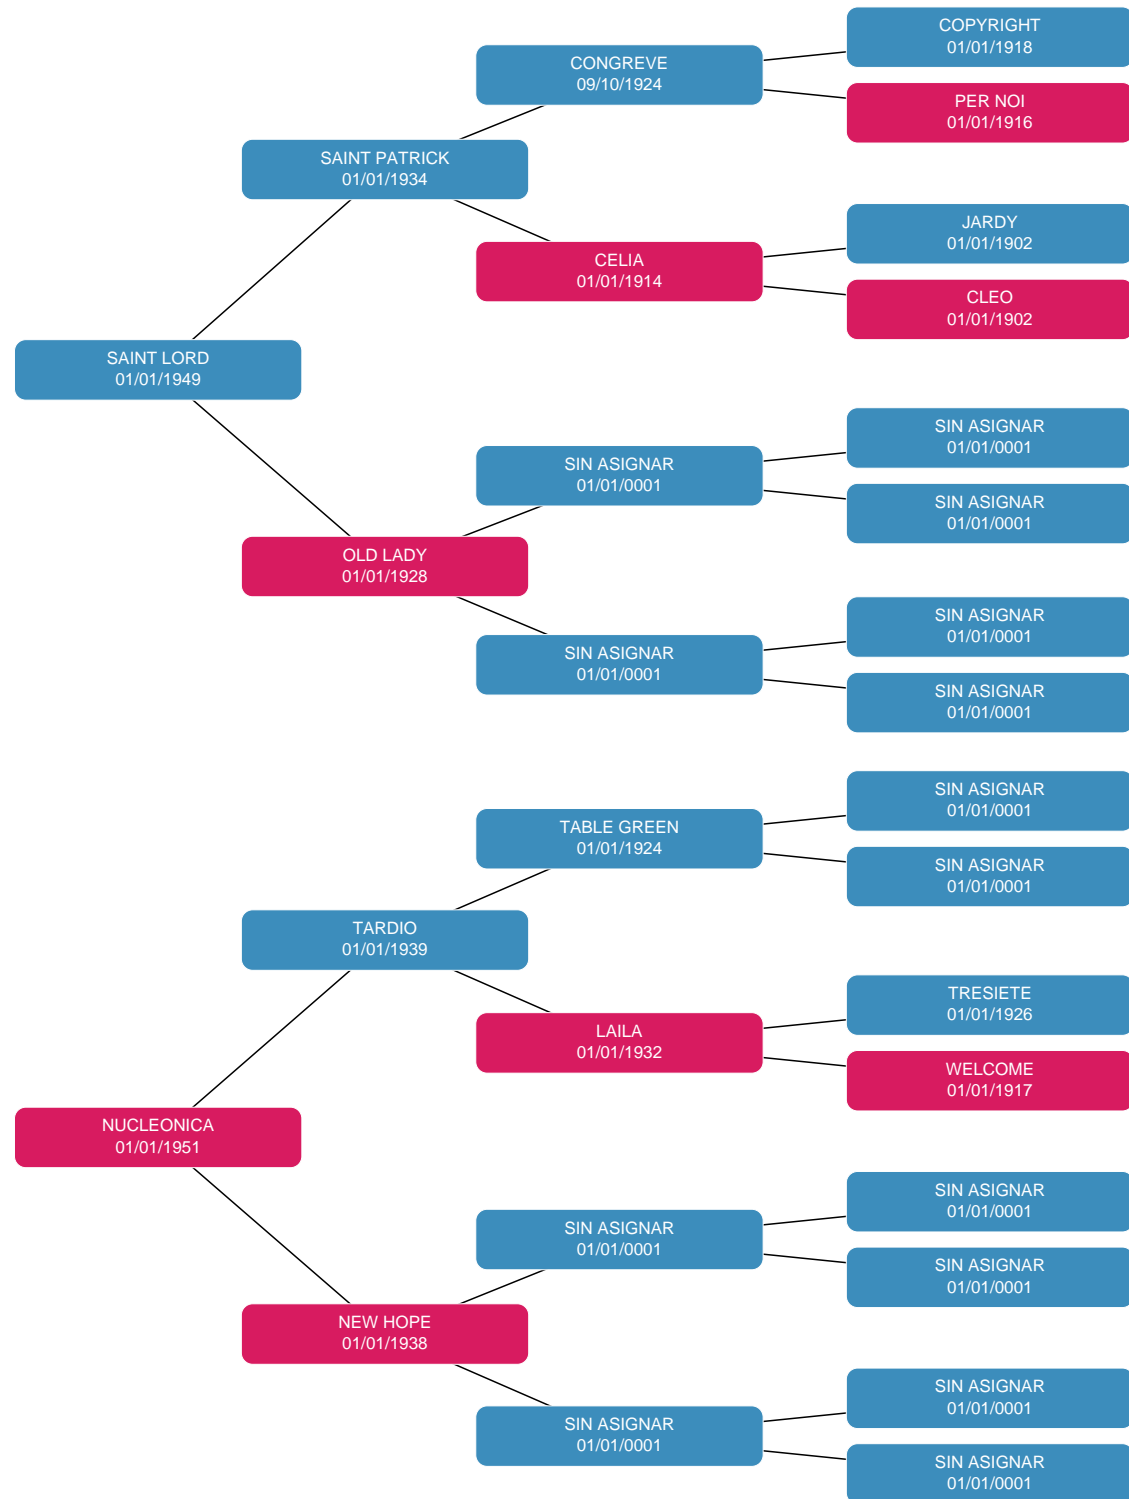 COPYRIGHT
01/01/1918
CONGREVE
09/10/1924
PER NOI
01/01/1916
SAINT PATRICK
01/01/1934
JARDY
01/01/1902
CELIA
01/01/1914
CLEO
01/01/1902
SAINT LORD
01/01/1949
SIN ASIGNAR
01/01/0001
SIN ASIGNAR
01/01/0001
SIN ASIGNAR
01/01/0001
OLD LADY
01/01/1928
SIN ASIGNAR
01/01/0001
SIN ASIGNAR
01/01/0001
SIN ASIGNAR
01/01/0001
SIN ASIGNAR
01/01/0001
TABLE GREEN
01/01/1924
SIN ASIGNAR
01/01/0001
TARDIO
01/01/1939
TRESIETE
01/01/1926
LAILA
01/01/1932
WELCOME
01/01/1917
NUCLEONICA
01/01/1951
SIN ASIGNAR
01/01/0001
SIN ASIGNAR
01/01/0001
SIN ASIGNAR
01/01/0001
NEW HOPE
01/01/1938
SIN ASIGNAR
01/01/0001
SIN ASIGNAR
01/01/0001
SIN ASIGNAR
01/01/0001